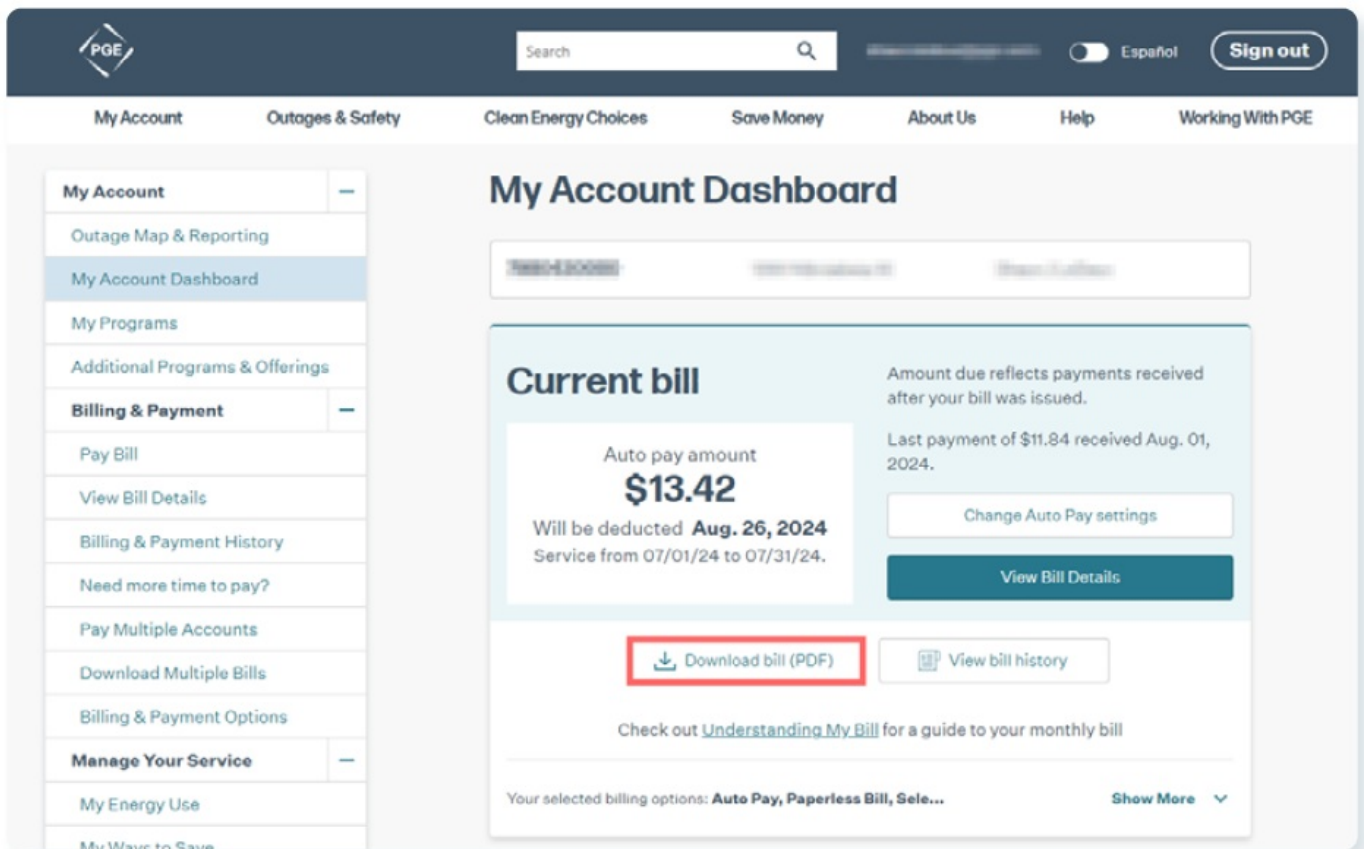 PGE
Search
Español
Sign out
My Account
Outages & Safety
Clean Energy Choices
Save Money
About Us
Help
Working With PGE
My Account
Outage Map & Reporting
My Account Dashboard
My Programs
Additional Programs & Offerings
Billing & Payment
Pay Bill
View Bill Details
Billing & Payment History
Need more time to pay?
Pay Multiple Accounts
Download Multiple Bills
Billing & Payment Options
Manage Your Service
My Energy Use
My Ways to Save
My Account Dashboard
Current bill
Auto pay amount
$13.42
Will be deducted Aug. 26, 2024
Service from 07/01/24 to 07/31/24.
Amount due reflects payments received
after your bill was issued.
Last payment of $11.84 received Aug. 01,
2024.
Change Auto Pay settings
View Bill Details
Download bill (PDF)
View bill history
Check out Understanding My Bill for a guide to your monthly bill
Your selected billing options: Auto Pay, Paperless Bill, Sele...
Show More